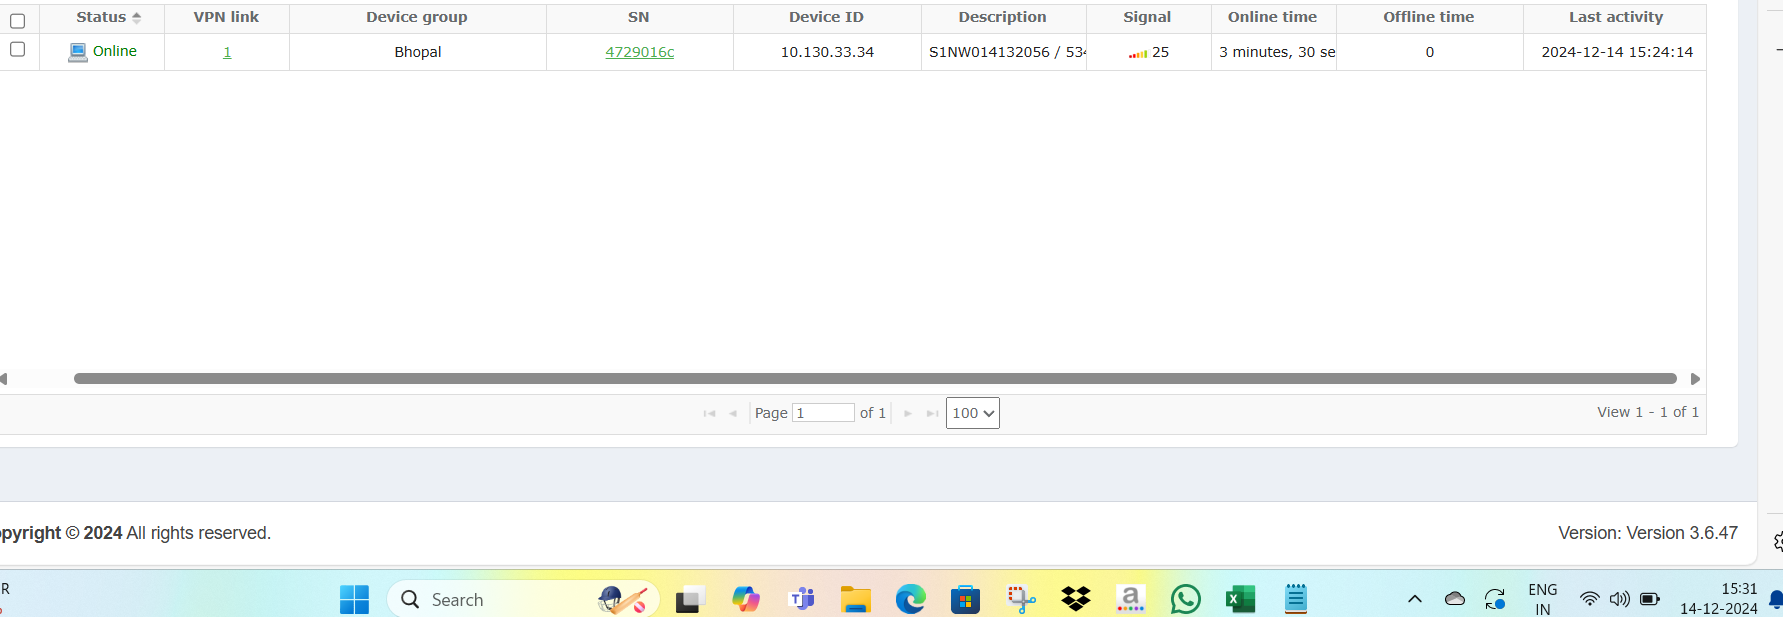 Status VPN link Device group SN Device ID Description Signal Online time Offline time Last activity
Online 1 Bhopal 4729016c 10.130.33.34 S1NW014132056 / 534 25 3 minutes, 30 se 0 2024-12-14 15:24:14
Page 1 of 1 100 View 1 - 1 of 1
opyright © 2024 All rights reserved. Version: Version 3.6.47
R
Search
ENG
IN
15:31
14-12-2024